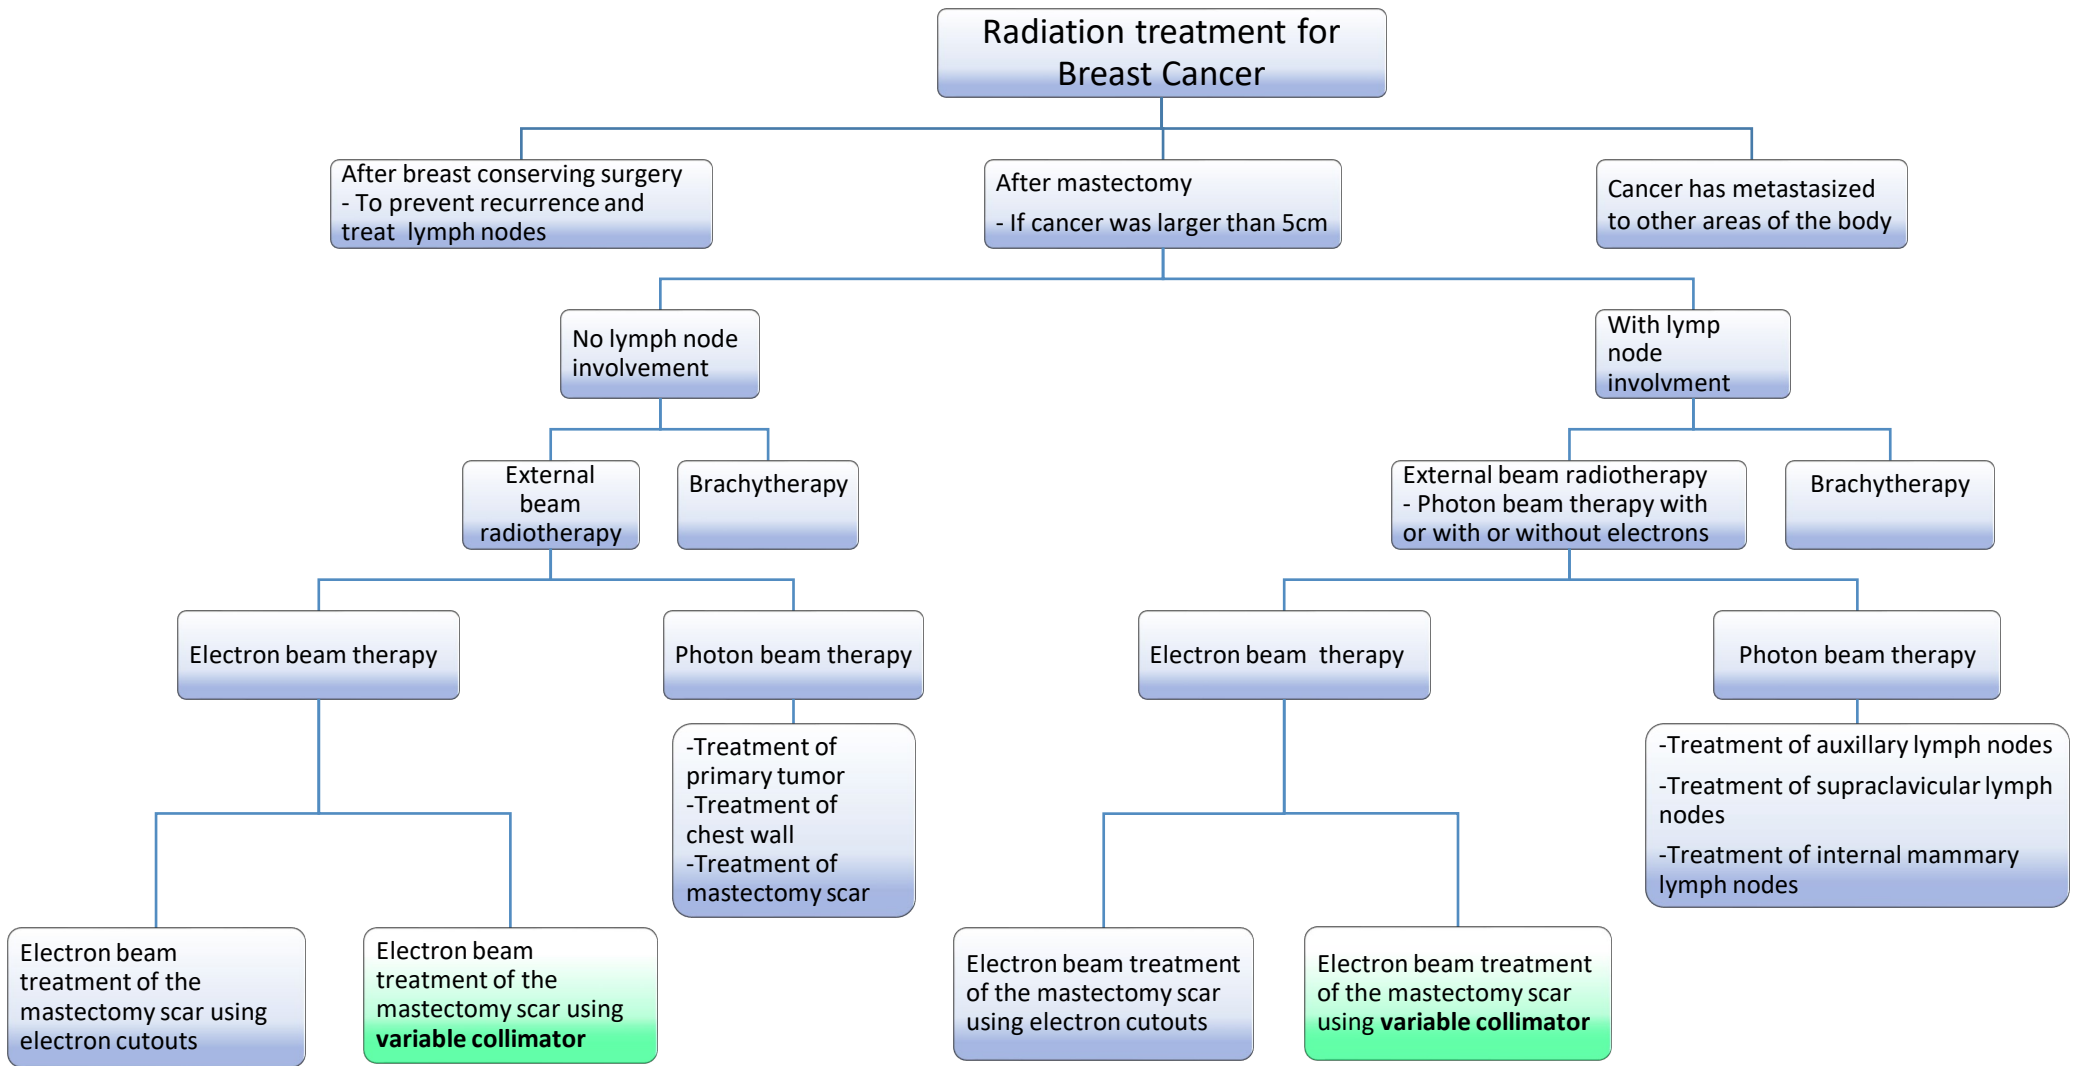 Radiation treatment for
Breast Cancer
After breast conserving surgery
- To prevent recurrence and
treat lymph nodes
After mastectomy
- If cancer was larger than 5cm
Cancer has metastasized
to other areas of the body
No lymph node
involvement
With lymp
node
involvment
External
beam
radiotherapy
Brachytherapy
External beam radiotherapy
- Photon beam therapy with
or with or without electrons
Brachytherapy
Electron beam therapy
Photon beam therapy
Electron beam therapy
Photon beam therapy
-Treatment of
primary tumor
-Treatment of
chest wall
-Treatment of
mastectomy scar
-Treatment of auxillary lymph nodes
-Treatment of supraclavicular lymph
nodes
-Treatment of internal mammary
lymph nodes
Electron beam
treatment of the
mastectomy scar using
electron cutouts
Electron beam
treatment of the
mastectomy scar using
variable collimator
Electron beam treatment
of the mastectomy scar
using electron cutouts
Electron beam treatment
of the mastectomy scar
using variable collimator